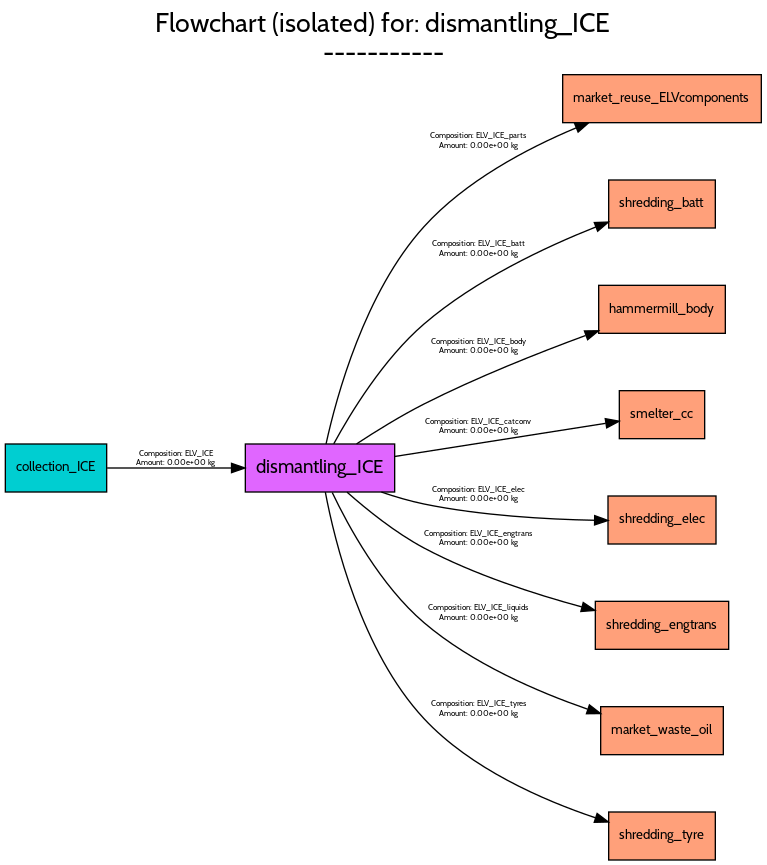 Flowchart (isolated) for: dismantling_ICE
-----------
market_reuse_ELVcomponents
Composition: ELV_ICE_parts
Amount: 0.00e+00 kg
shredding_batt
Composition: ELV_ICE_batt
Amount: 0.00e+00 kg
hammermill_body
Composition: ELV_ICE_body
Amount: 0.00e+00 kg
smelter_cc
Composition: ELV_ICE_catconv
Amount: 0.00e+00 kg
collection_ICE
Composition: ELV_ICE
Amount: 0.00e+00 kg
dismantling_ICE
Composition: ELV_ICE_elec
Amount: 0.00e+00 kg
shredding_elec
Composition: ELV_ICE_engtrans
Amount: 0.00e+00 kg
shredding_engtrans
Composition: ELV_ICE_liquids
Amount: 0.00e+00 kg
market_waste_oil
Composition: ELV_ICE_tyres
Amount: 0.00e+00 kg
shredding_tyre